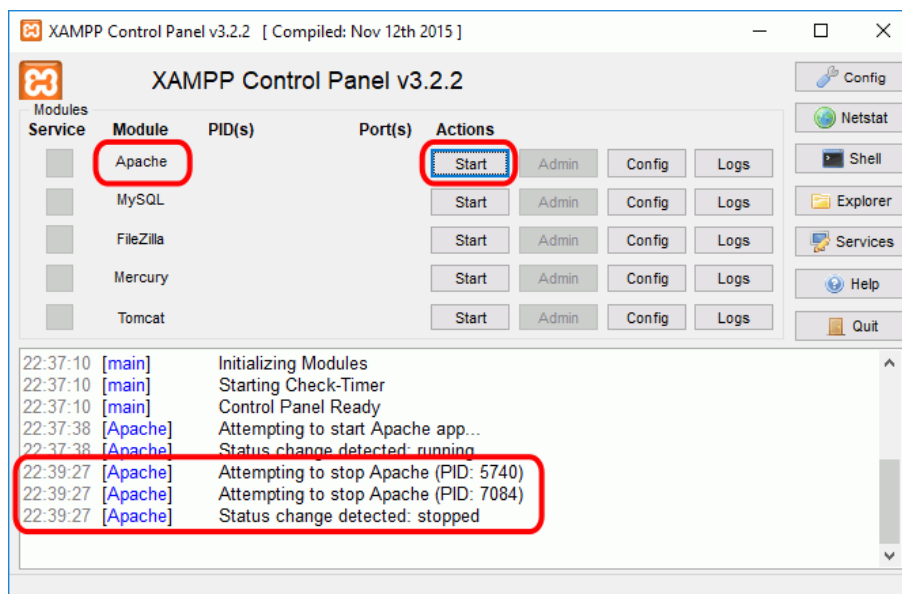 XAMPP Control Panel v3.2.2 [ Compiled: Nov 12th 2015 ]
XAMPP Control Panel v3.2.2
Config
Netstat
Shell
Explorer
Services
Help
Quit
Modules
Service Module PID(s) Port(s) Actions
Apache Start Admin Config Logs
MySQL Start Admin Config Logs
FileZilla Start Admin Config Logs
Mercury Start Admin Config Logs
Tomcat Start Admin Config Logs
22:37:10 [main] Initializing Modules
22:37:10 [main] Starting Check-Timer
22:37:10 [main] Control Panel Ready
22:37:38 [Apache] Attempting to start Apache app...
22:37:38 [Apache] Status change detected: running
22:39:27 [Apache] Attempting to stop Apache (PID: 5740)
22:39:27 [Apache] Attempting to stop Apache (PID: 7084)
22:39:27 [Apache] Status change detected: stopped